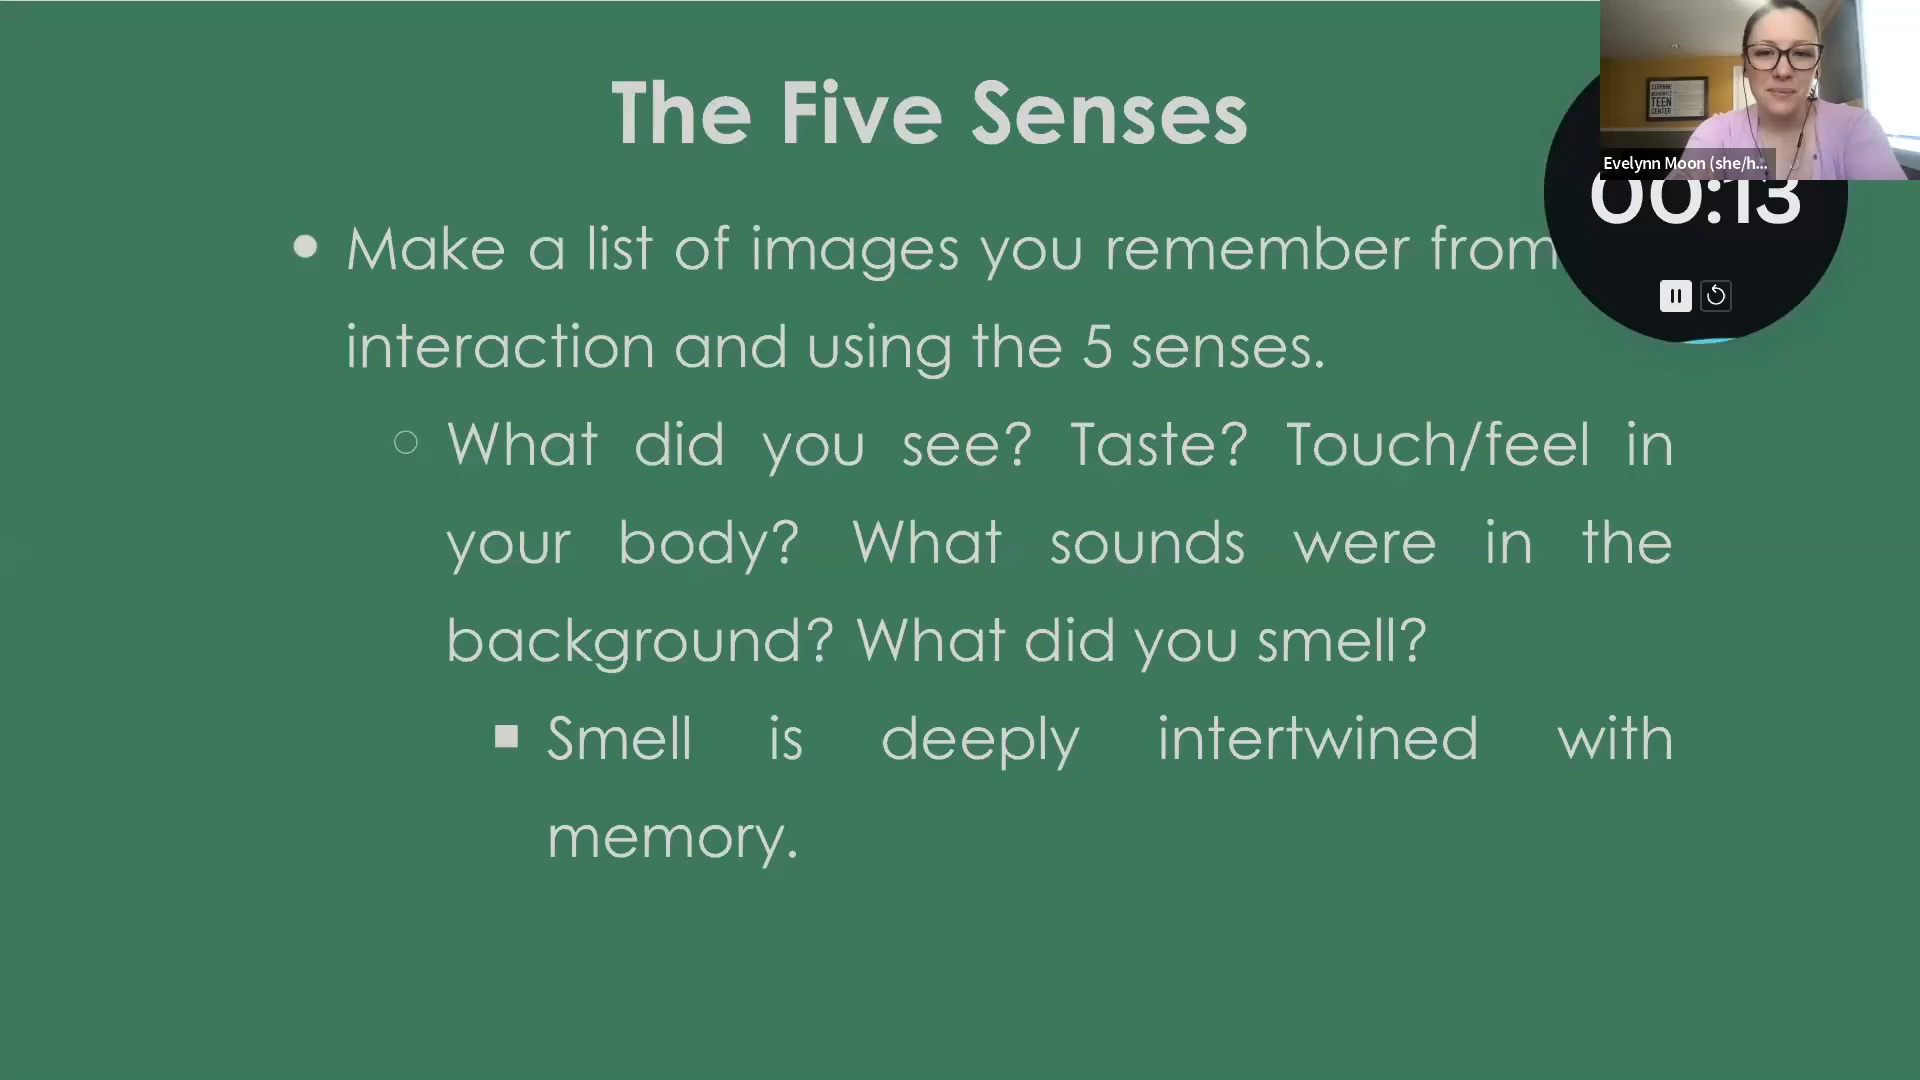 The Five Senses
Make a list of images you remember from
interaction and using the 5 senses.
What did you see? Taste? Touch/feel in
your body? What sounds were in the
background? What did you smell?
Smell is deeply intertwined with
memory.
TEEN
CENTER
Evelynn Moon (she/h...
00:13